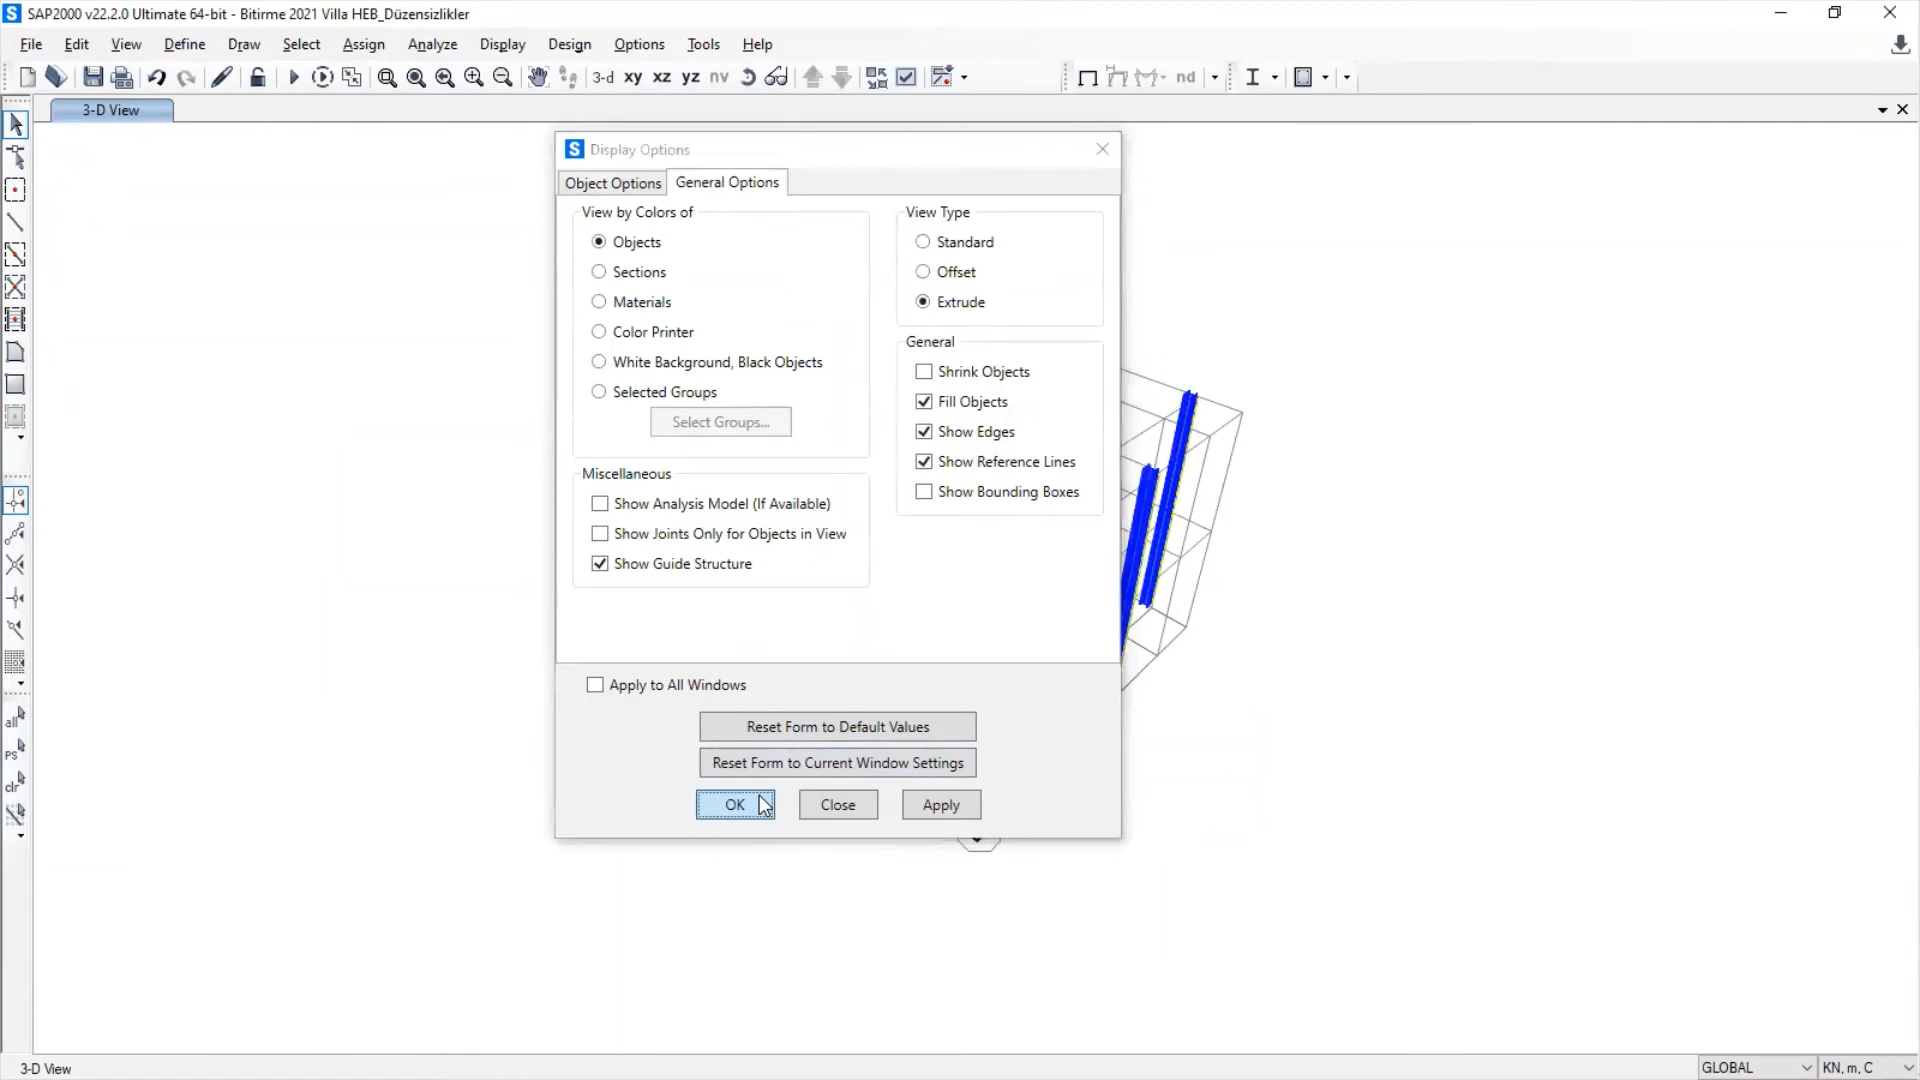 SAP2000 v22.2.0 Ultimate 64-bit - Bitirme 2021 Villa HEB_Düzensizlikler
File Edit View Define Draw Select Assign Analyze Display Design Options Tools Help
3-d xy xz yz nv nd
3-D View
Display Options
Object Options General Options
View by Colors of
Objects
Sections
Materials
Color Printer
White Background, Black Objects
Selected Groups
Select Groups...
Miscellaneous
Show Analysis Model (If Available)
Show Joints Only for Objects in View
Show Guide Structure
View Type
Standard
Offset
Extrude
General
Shrink Objects
Fill Objects
Show Edges
Show Reference Lines
Show Bounding Boxes
Apply to All Windows
Reset Form to Default Values
Reset Form to Current Window Settings
OK Close Apply
all
PS
clr
3-D View
GLOBAL KN, m, C